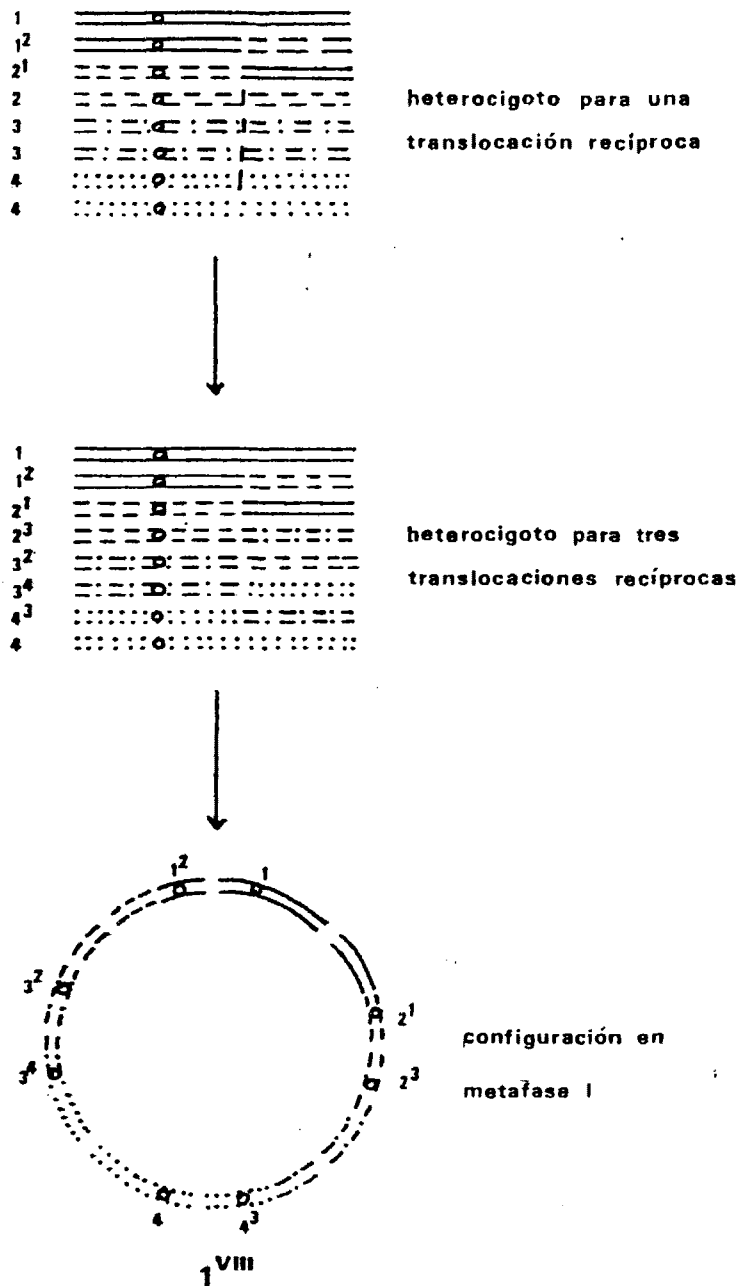 1
1²
2¹
2
3
3
4
4
heterocigoto para una
translocación recíproca
1
1²
2¹
2³
3²
3⁴
4³
4
heterocigoto para tres
translocaciones recíprocas
1² 1
3² 2¹
3⁴ 2³
4 4³
configuración en
metafase I
1ⱽᴵᴵᴵ